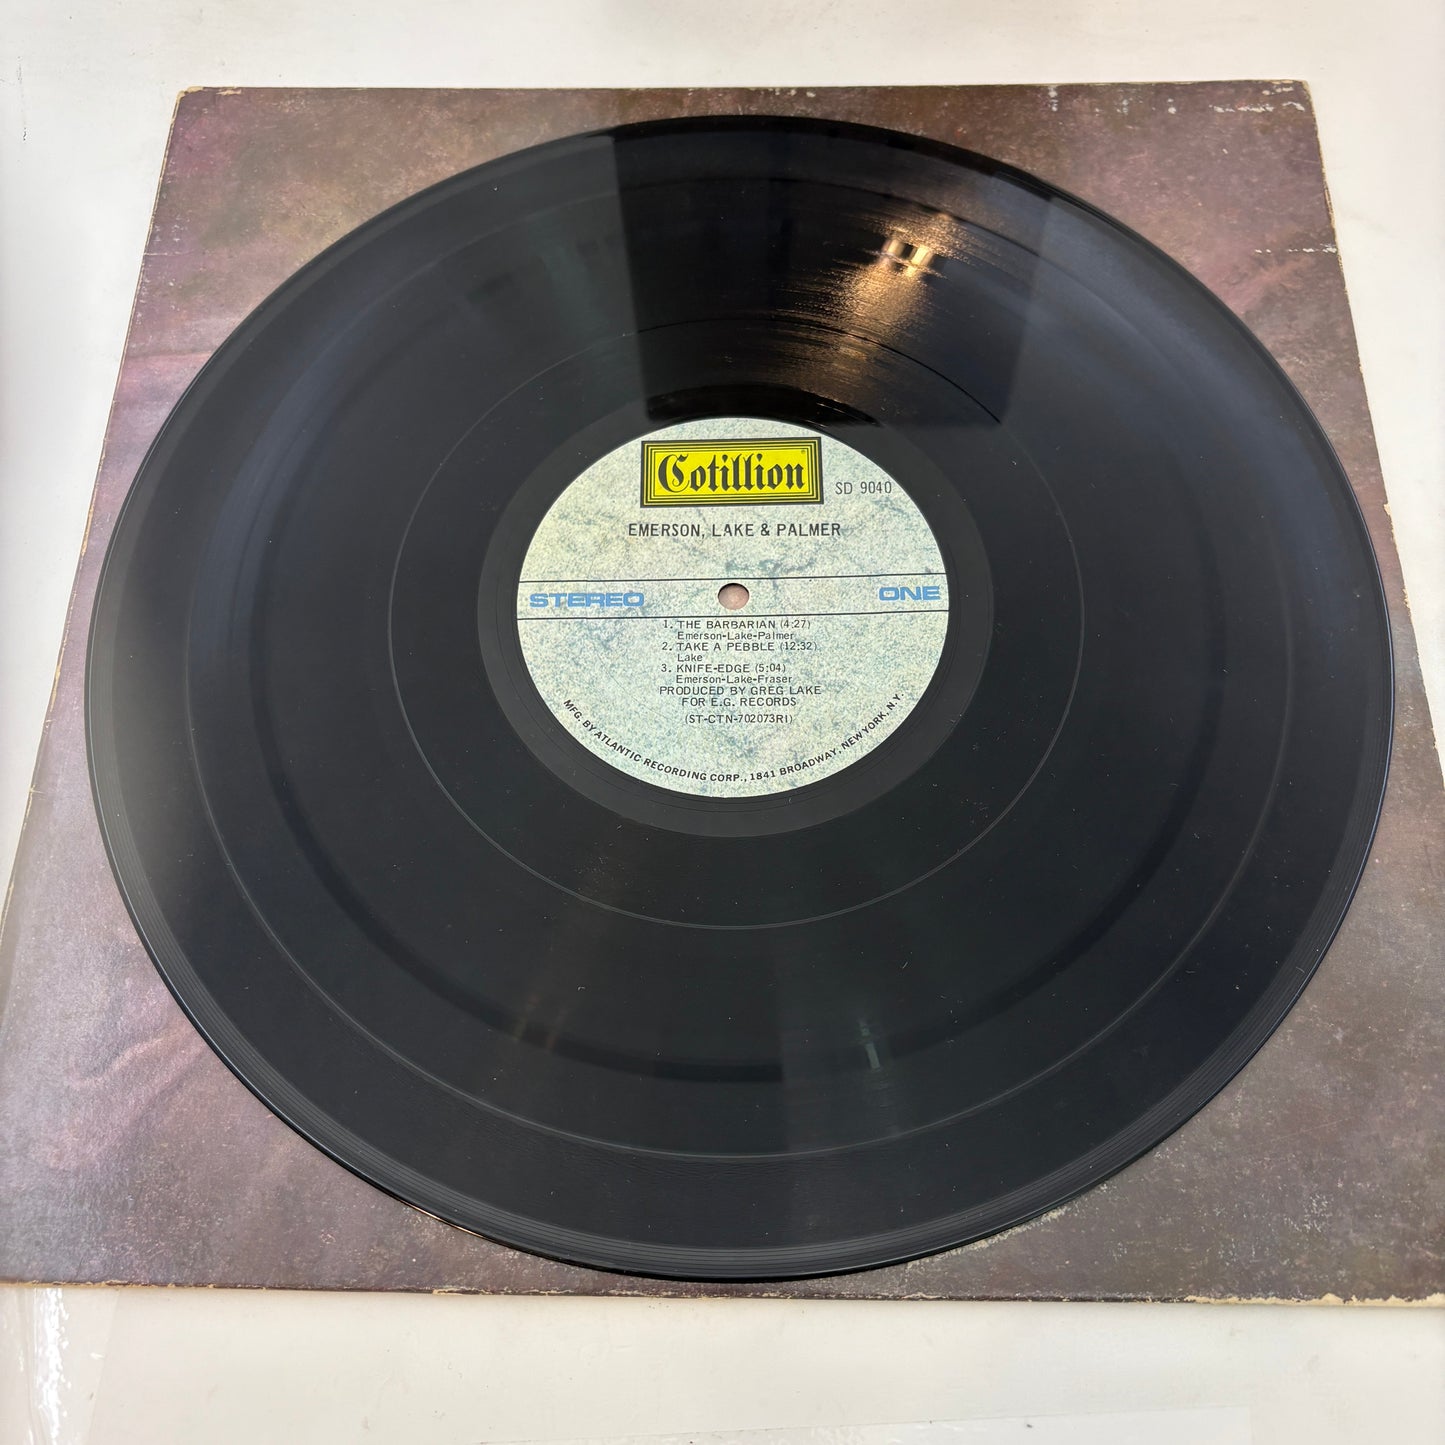 Cotillion
SD 9040
EMERSON, LAKE & PALMER
STEREO
ONE
1. THE BARBARIAN (4:27)
Emerson-Lake-Palmer
2. TAKE A PEBBLE (12:32)
Lake
3. KNIFE-EDGE (5:04)
Emerson-Lake-Fraser
PRODUCED BY GREG LAKE
FOR E.G. RECORDS
(ST-CTN-702073RI)
MFG. BY ATLANTIC RECORDING CORP., 1841 BROADWAY, NEW YORK, N.Y.